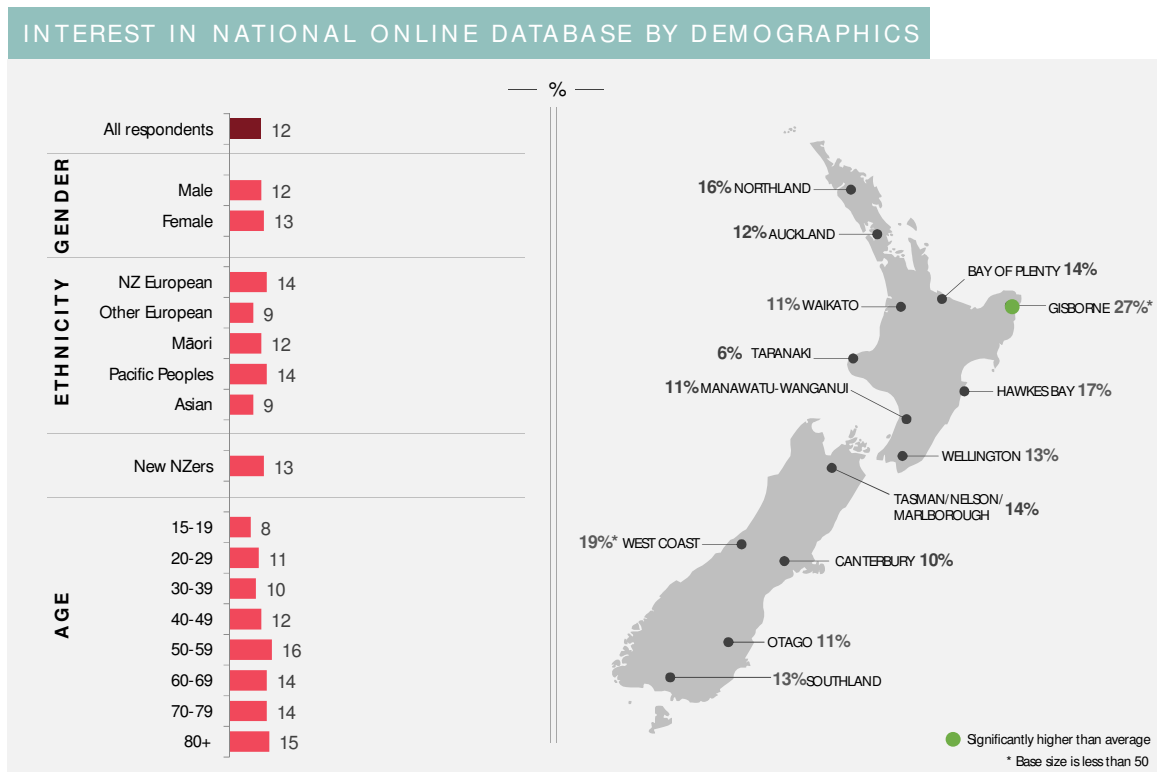 INTEREST IN NATIONAL ONLINE DATABASE BY DEMOGRAPHICS
%
All respondents 12
GENDER
Male 12
Female 13
ETHNICITY
NZ European 14
Other European 9
Māori 12
Pacific Peoples 14
Asian 9
New NZers 13
AGE
15-19 8
20-29 11
30-39 10
40-49 12
50-59 16
60-69 14
70-79 14
80+ 15
16% NORTHLAND
12% AUCKLAND
BAY OF PLENTY 14%
11% WAIKATO
GISBORNE 27%*
6% TARANAKI
11% MANAWATU-WANGANUI
HAWKES BAY 17%
WELLINGTON 13%
TASMAN/NELSON/
MARLBOROUGH 14%
19%* WEST COAST
CANTERBURY 10%
OTAGO 11%
13% SOUTHLAND
Significantly higher than average
* Base size is less than 50